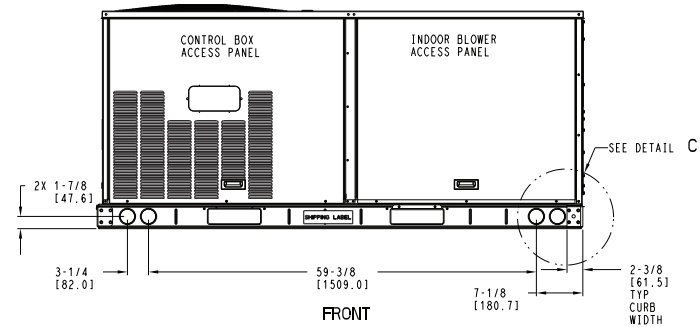 CONTROL BOX
ACCESS PANEL
INDOOR BLOWER
ACCESS PANEL
SEE DETAIL C
2X 1-7/8
[47.6]
SHIPPING LABEL
3-1/4
[82.0]
59-3/8
[1509.0]
7-1/8
[180.7]
2-3/8
[61.5]
TYP
CURB
WIDTH
FRONT